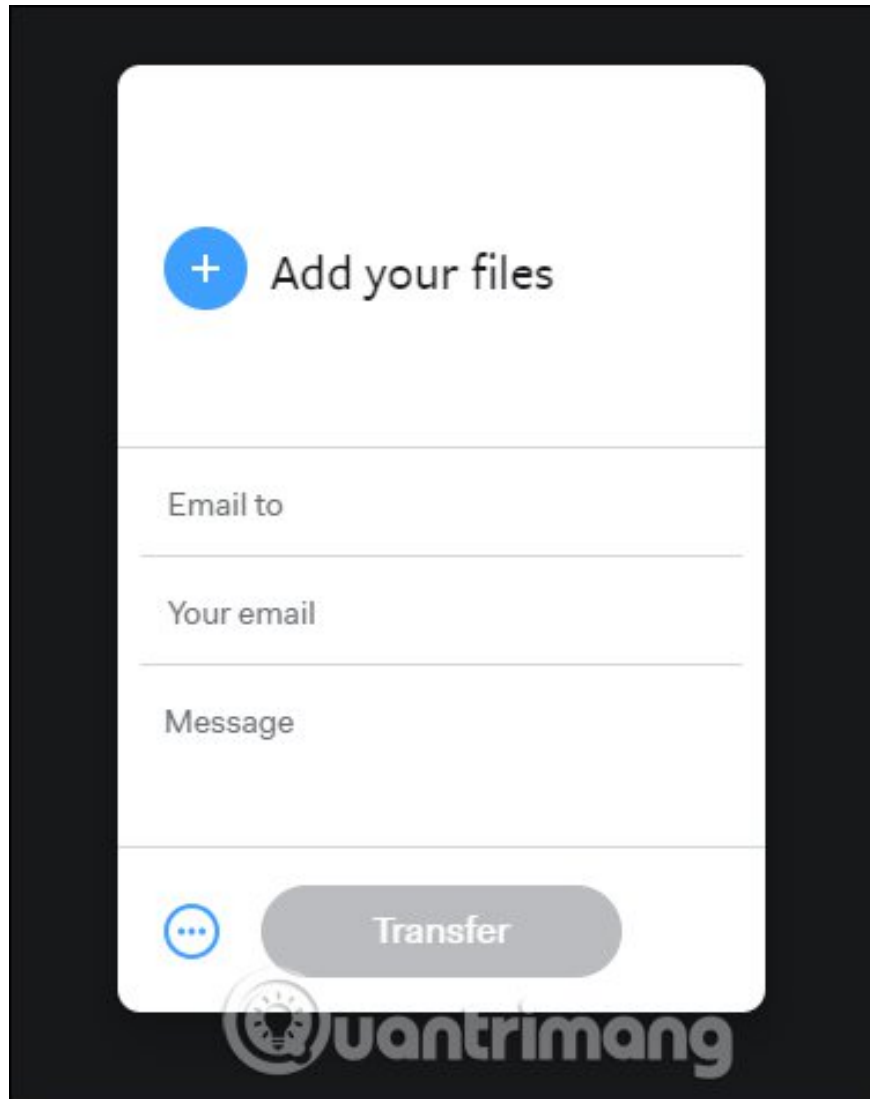 Add your files
Email to
Your email
Message
Transfer
Quantrimang